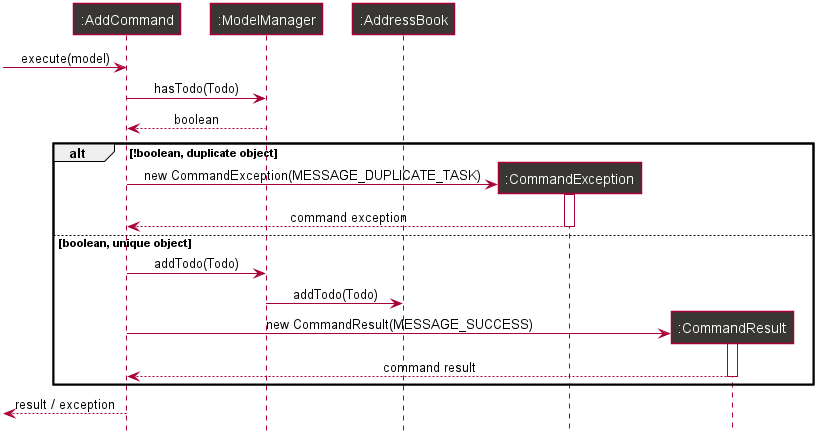 :AddCommand :ModelManager :AddressBook
execute(model)
hasTodo(Todo)
boolean
alt [!boolean, duplicate object]
new CommandException(MESSAGE_DUPLICATE_TASK) :CommandException
command exception
[boolean, unique object]
addTodo(Todo)
addTodo(Todo)
new CommandResult(MESSAGE_SUCCESS) :CommandResult
command result
result / exception